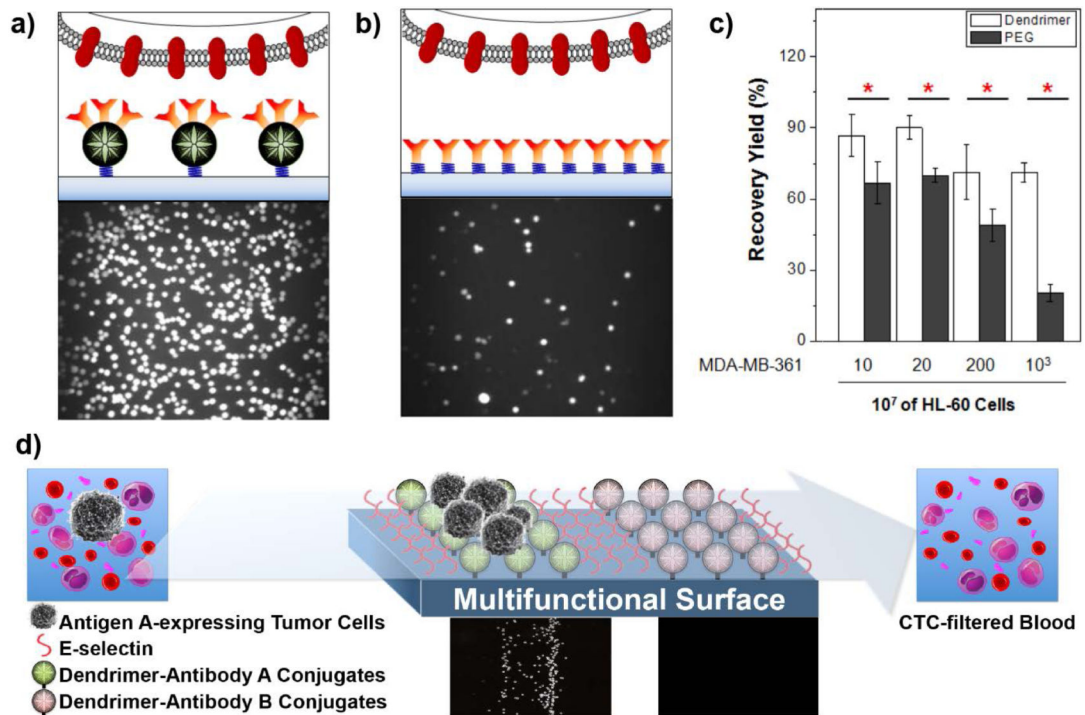 a)
b)
c)
Dendrimer
PEG
Recovery Yield (%)
120
90
60
30
0
* * * *
MDA-MB-361 10 20 200 10³
10⁷ of HL-60 Cells
d)
Multifunctional Surface
CTC-filtered Blood
Antigen A-expressing Tumor Cells
E-selectin
Dendrimer-Antibody A Conjugates
Dendrimer-Antibody B Conjugates